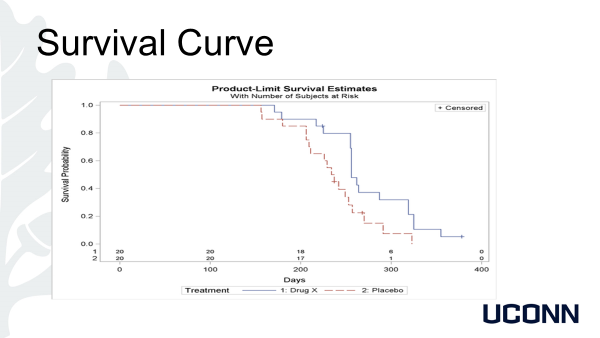 Survival Curve
Product-Limit Survival Estimates
With Number of Subjects at Risk
+ Censored
1.0
0.8
0.6
0.4
0.2
0.0
Survival Probability
1 20 20 18 6 0
2 20 20 17 1 0
0 100 200 300 400
Days
Treatment 1: Drug X 2: Placebo
UCONN